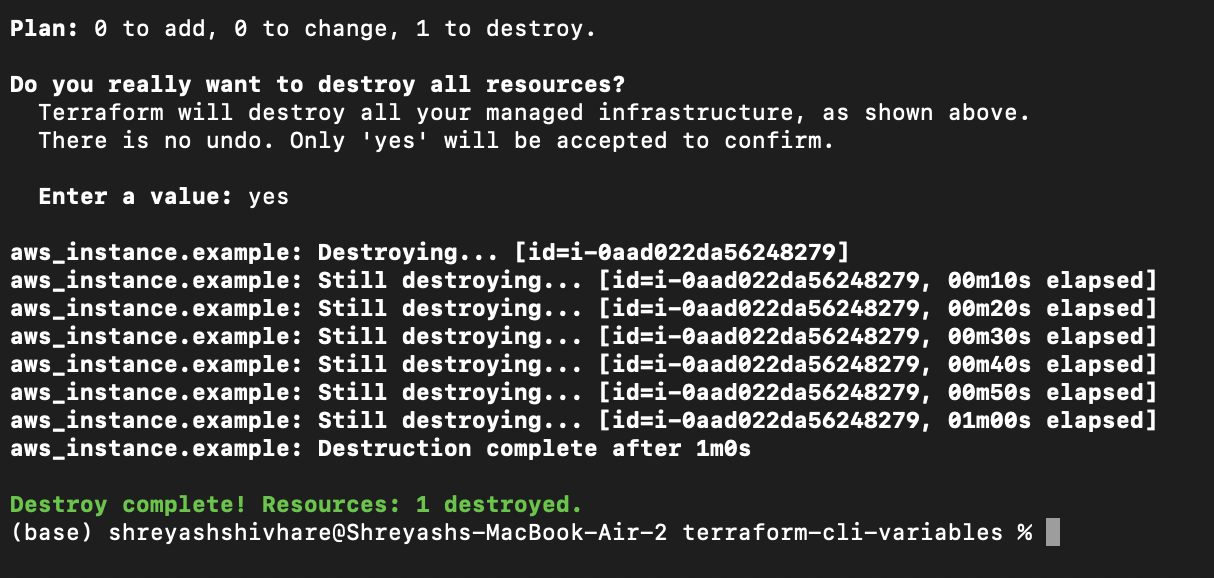 Plan: 0 to add, 0 to change, 1 to destroy.
Do you really want to destroy all resources?
Terraform will destroy all your managed infrastructure, as shown above.
There is no undo. Only 'yes' will be accepted to confirm.
Enter a value: yes
aws_instance.example: Destroying... [id=i-0aad022da56248279]
aws_instance.example: Still destroying... [id=i-0aad022da56248279, 00m10s elapsed]
aws_instance.example: Still destroying... [id=i-0aad022da56248279, 00m20s elapsed]
aws_instance.example: Still destroying... [id=i-0aad022da56248279, 00m30s elapsed]
aws_instance.example: Still destroying... [id=i-0aad022da56248279, 00m40s elapsed]
aws_instance.example: Still destroying... [id=i-0aad022da56248279, 00m50s elapsed]
aws_instance.example: Still destroying... [id=i-0aad022da56248279, 01m00s elapsed]
aws_instance.example: Destruction complete after 1m0s
Destroy complete! Resources: 1 destroyed.
(base) shreyashshivhare@Shreyashs-MacBook-Air-2 terraform-cli-variables %